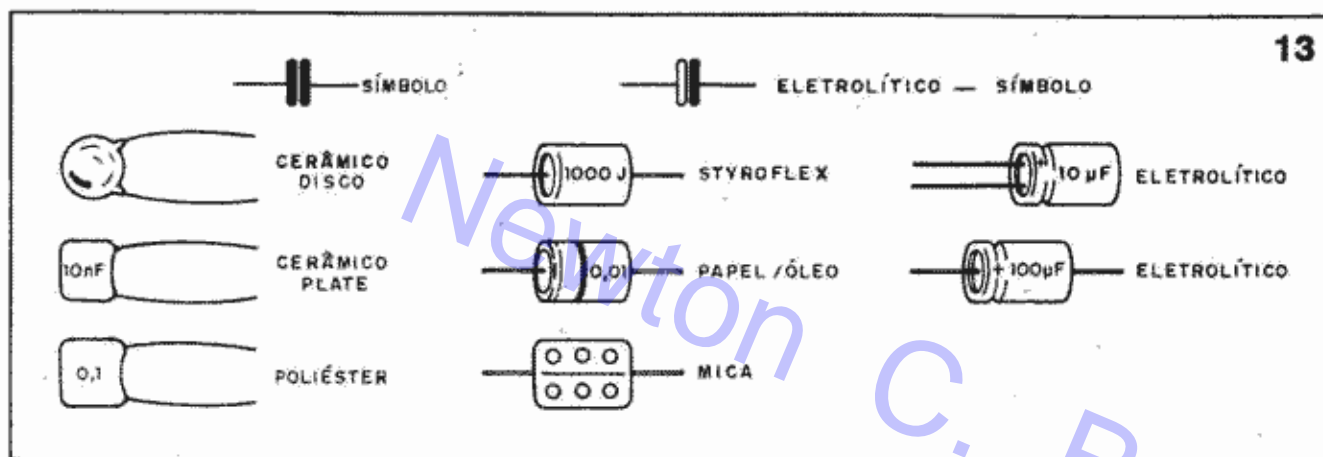 13
SÍMBOLO
ELETROLÍTICO — SÍMBOLO
CERÂMICO
DISCO
1000 J
STYROFLEX
+ 10 µF
ELETROLÍTICO
10nF
CERÂMICO
PLATE
0,01
PAPEL / ÓLEO
+ 100µF
ELETROLÍTICO
0,1
POLIÉSTER
MICA
Newton C. B